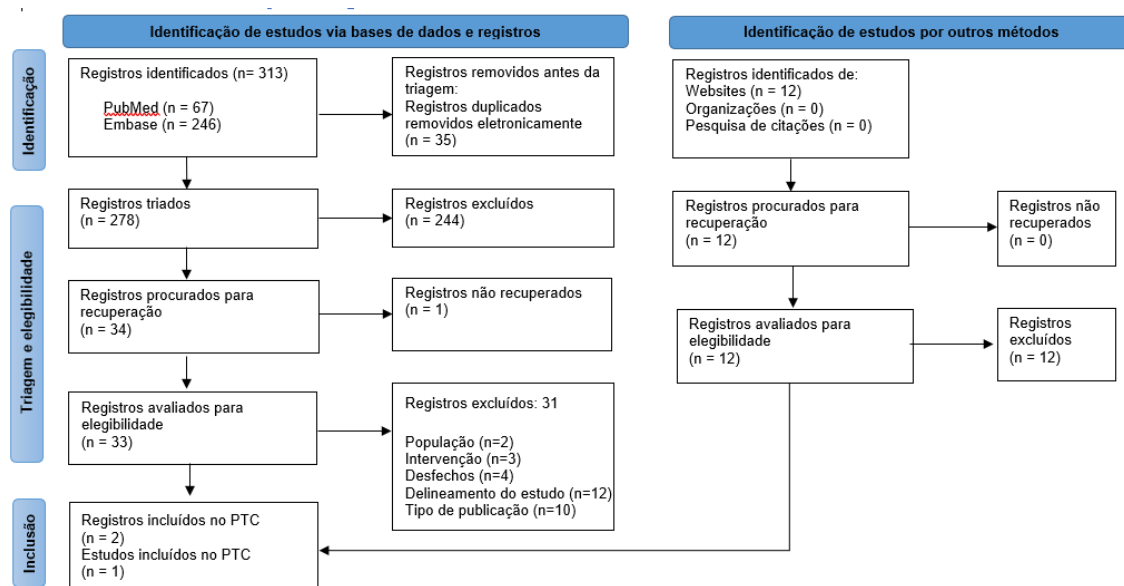 Identificação de estudos via bases de dados e registros
Identificação de estudos por outros métodos
Identificação
Registros identificados (n= 313)
PubMed (n = 67)
Embase (n = 246)
Registros removidos antes da
triagem:
Registros duplicados
removidos eletronicamente
(n = 35)
Registros identificados de:
Websites (n = 12)
Organizações (n = 0)
Pesquisa de citações (n = 0)
Triagem e elegibilidade
Registros triados
(n = 278)
Registros excluídos
(n = 244)
Registros procurados para
recuperação
(n = 12)
Registros não
recuperados
(n = 0)
Registros procurados para
recuperação
(n = 34)
Registros não recuperados
(n = 1)
Registros avaliados para
elegibilidade
(n = 12)
Registros
excluídos
(n = 12)
Registros avaliados para
elegibilidade
(n = 33)
Registros excluídos: 31
População (n=2)
Intervenção (n=3)
Desfechos (n=4)
Delineamento do estudo (n=12)
Tipo de publicação (n=10)
Inclusão
Registros incluídos no PTC
(n = 2)
Estudos incluídos no PTC
(n = 1)